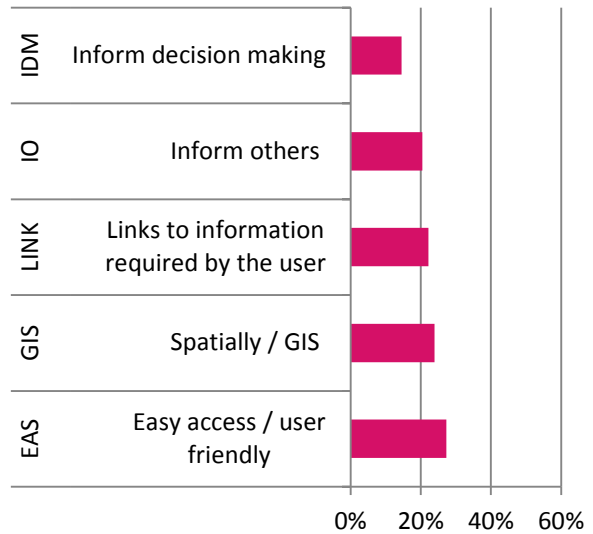 IDM
Inform decision making
IO
Inform others
LINK
Links to information
required by the user
GIS
Spatially / GIS
EAS
Easy access / user
friendly
0% 20% 40% 60%